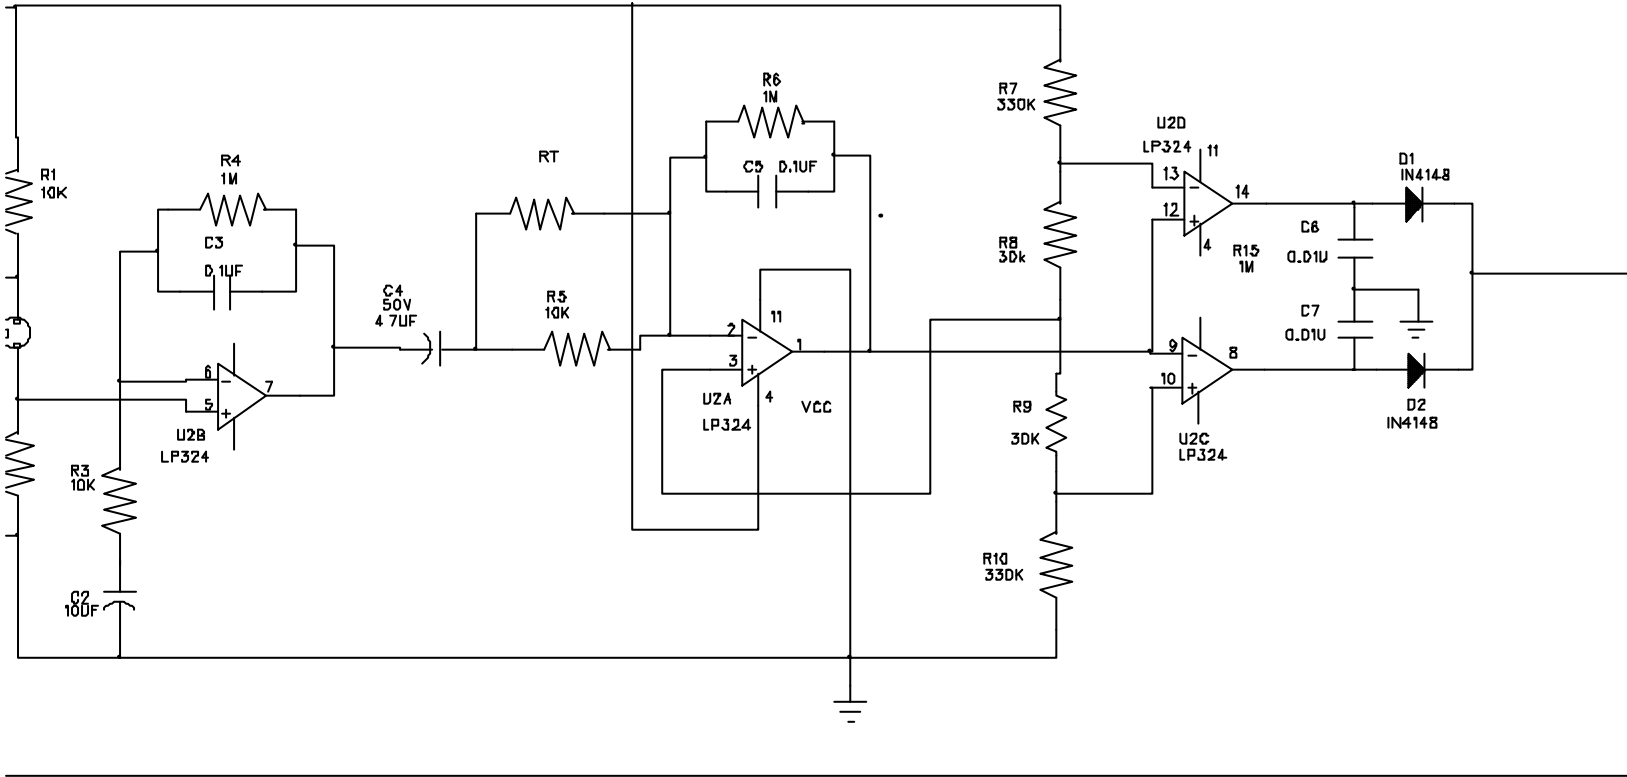 R1
10K
R4
1M
C3
0.1UF
6
5
7
U2B
LP324
R3
10K
C2
100F
C4
50V
4 7UF
RT
R5
10K
R6
1M
C5 0.1UF
2
3
11
1
4
U2A
LP324
VCC
R7
330K
R8
30k
R9
30K
R10
330K
U2D
LP324
11
13
12
14
4
R15
1M
9
10
8
U2C
LP324
C6
0.01U
C7
0.01U
D1
IN4148
D2
IN4148